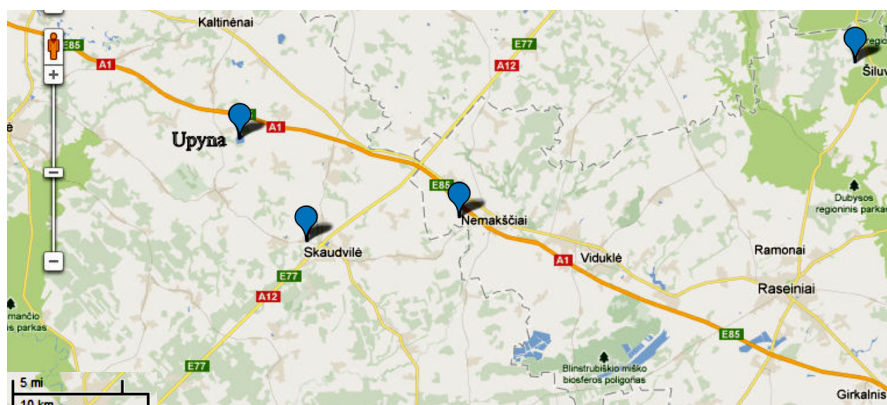 Kaltinėnai
E77
A12
E85
A1
Šiluv
Upyna
A1
E85
Nemakščiai
Dubysos
regioninis parkas
Skaudvilė
Viduklė
A1
Ramonai
E77
A12
Raseiniai
E85
E77
Blinstrubiškio miško
biosferos poligonas
Girkalnis
5 mi
10 km